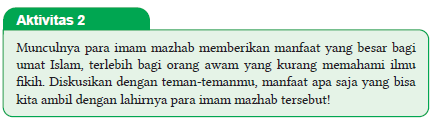 Aktivitas 2
Munculnya para imam mazhab memberikan manfaat yang besar bagi
umat Islam, terlebih bagi orang awam yang kurang memahami ilmu
fikih. Diskusikan dengan teman-temanmu, manfaat apa saja yang bisa
kita ambil dengan lahirnya para imam mazhab tersebut!